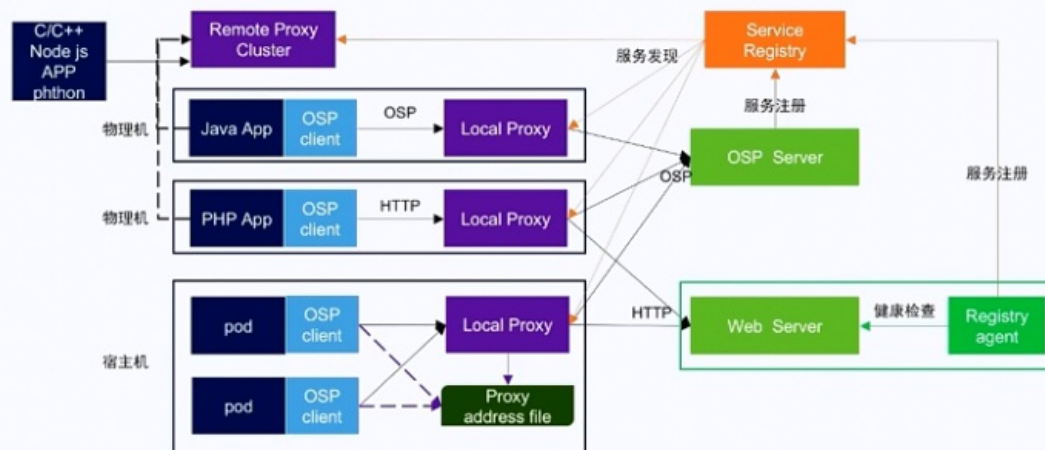 C/C++
Node js
APP
phthon
Remote Proxy
Cluster
Service
Registry
服务发现
服务注册
物理机
Java App
OSP
client
OSP
Local Proxy
OSP Server
OSP
服务注册
物理机
PHP App
OSP
client
HTTP
Local Proxy
宿主机
pod
OSP
client
Local Proxy
HTTP
Web Server
健康检查
Registry
agent
pod
OSP
client
Proxy
address file